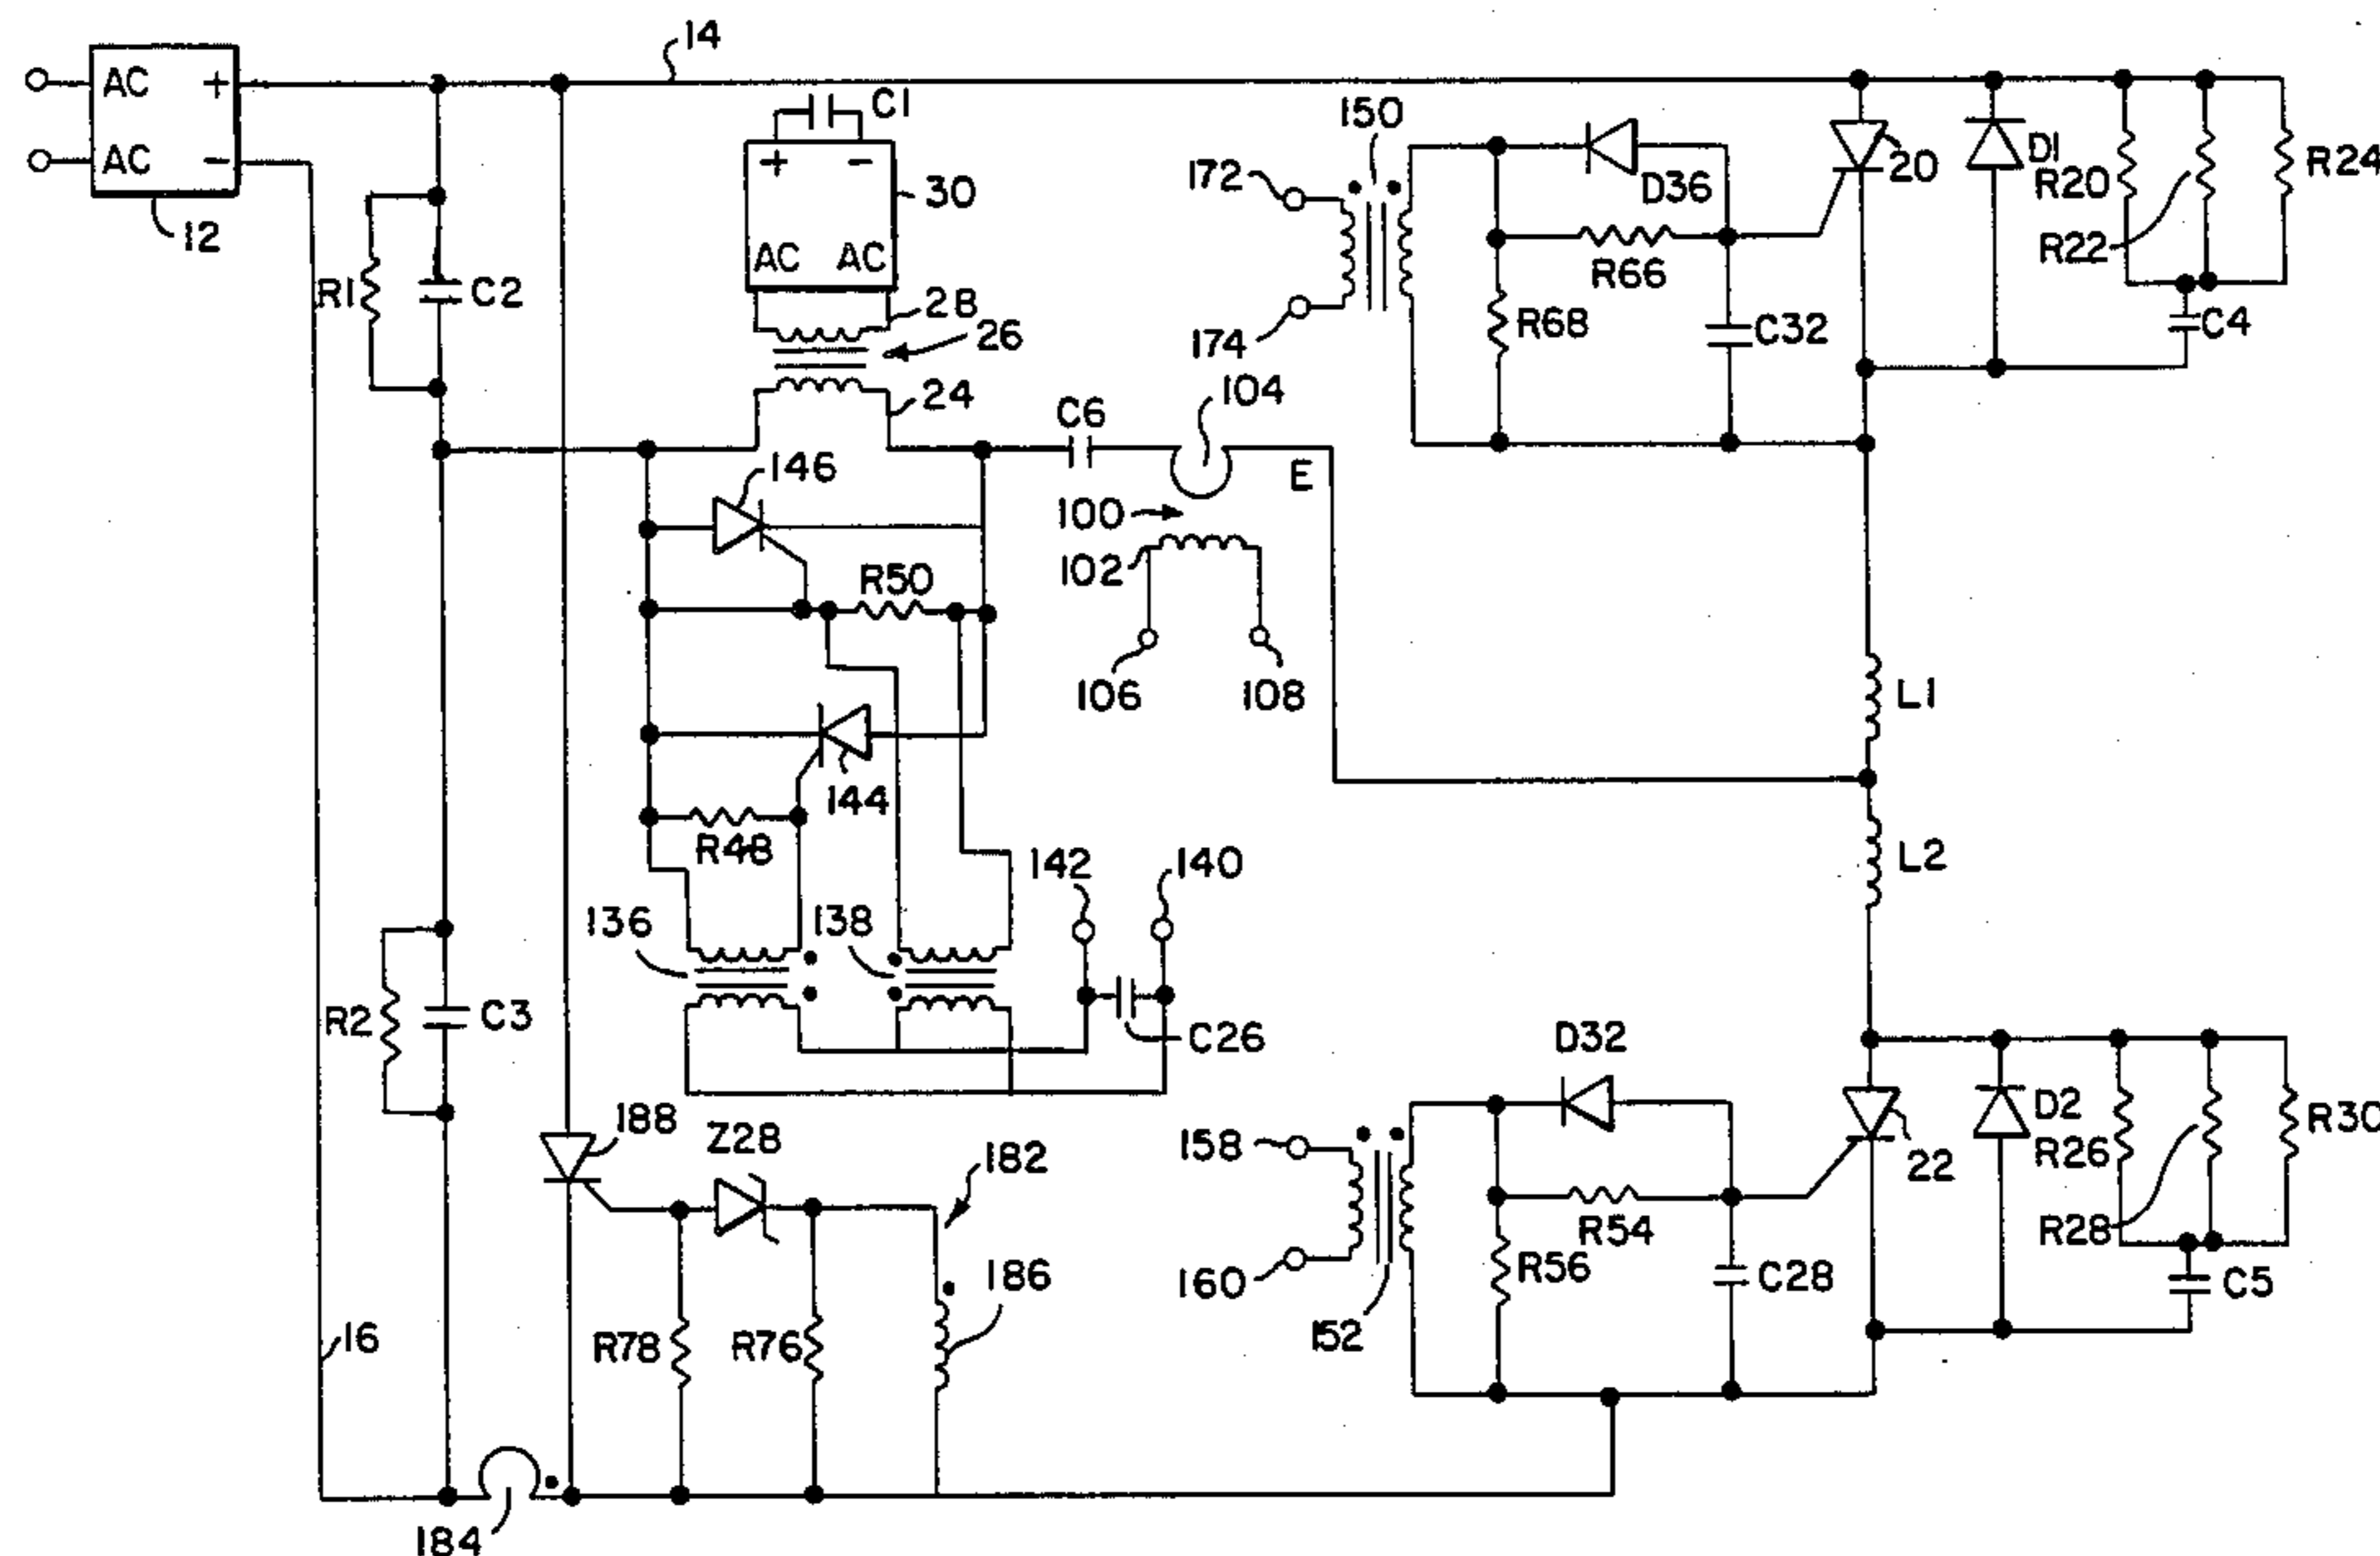 14
AC +
AC -
12
C1
+ -
30
AC AC
28
26
24
R1
C2
150
172
174
D36
R66
R68
C32
20
D1
R20
R22
R24
C4
C6
104
E
100
102
106
108
146
R50
144
R48
L1
L2
142
140
136
138
C26
R2
C3
188
Z28
182
186
R78
R76
16
184
D32
158
160
152
R54
R56
C28
22
D2
R26
R28
R30
C5